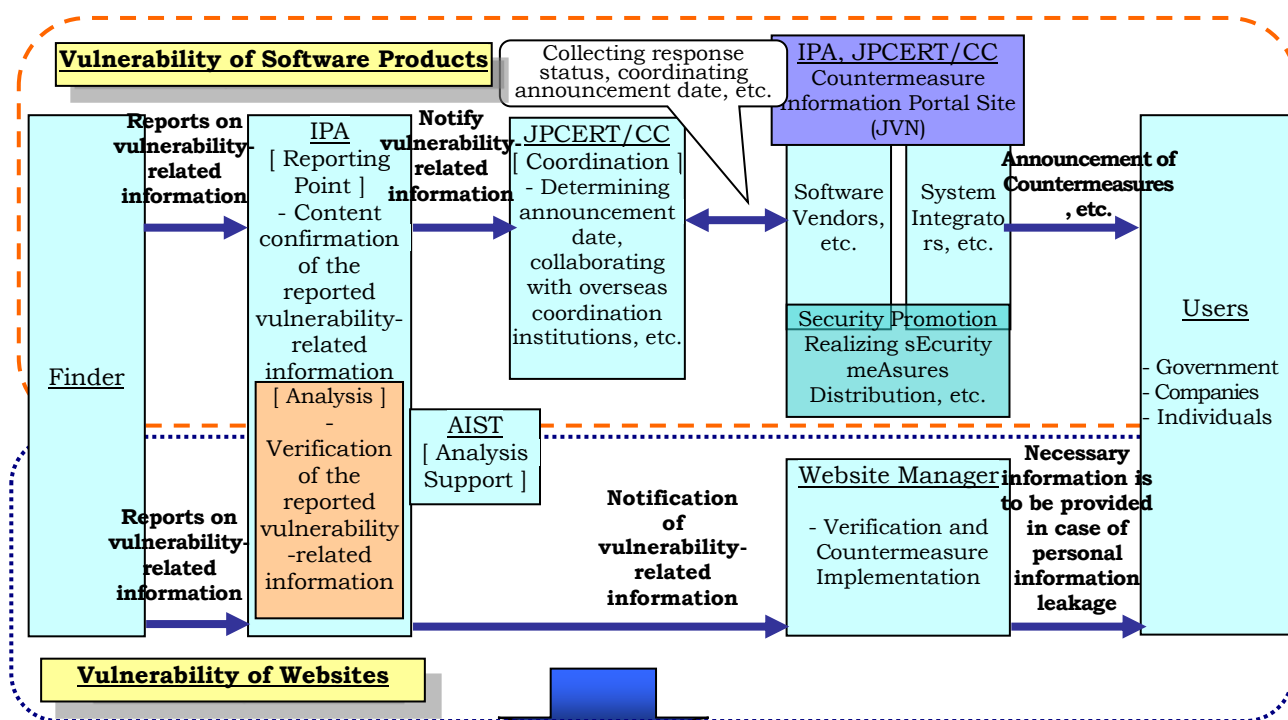 Vulnerability of Software Products
Collecting response
status, coordinating
announcement date, etc.
IPA, JPCERT/CC
Countermeasure
Information Portal Site
(JVN)
Finder
Reports on
vulnerability-
related
information
IPA
[ Reporting
Point ]
- Content
confirmation
of the
reported
vulnerability-
related
information
[ Analysis ]
-
Verification
of the
reported
vulnerability
-related
information
Notify
vulnerability-
related
information
JPCERT/CC
[ Coordination ]
- Determining
announcement
date,
collaborating
with overseas
coordination
institutions, etc.
Software
Vendors,
etc.
System
Integrato
rs, etc.
Security Promotion
Realizing sEcurity
meAsures
Distribution, etc.
Announcement of
Countermeasures
, etc.
Users
- Government
- Companies
- Individuals
AIST
[ Analysis
Support ]
Reports on
vulnerability-
related
information
Notification
of
vulnerability-
related
information
Website Manager
- Verification and
Countermeasure
Implementation
Necessary
information is
to be provided
in case of
personal
information
leakage
Vulnerability of Websites